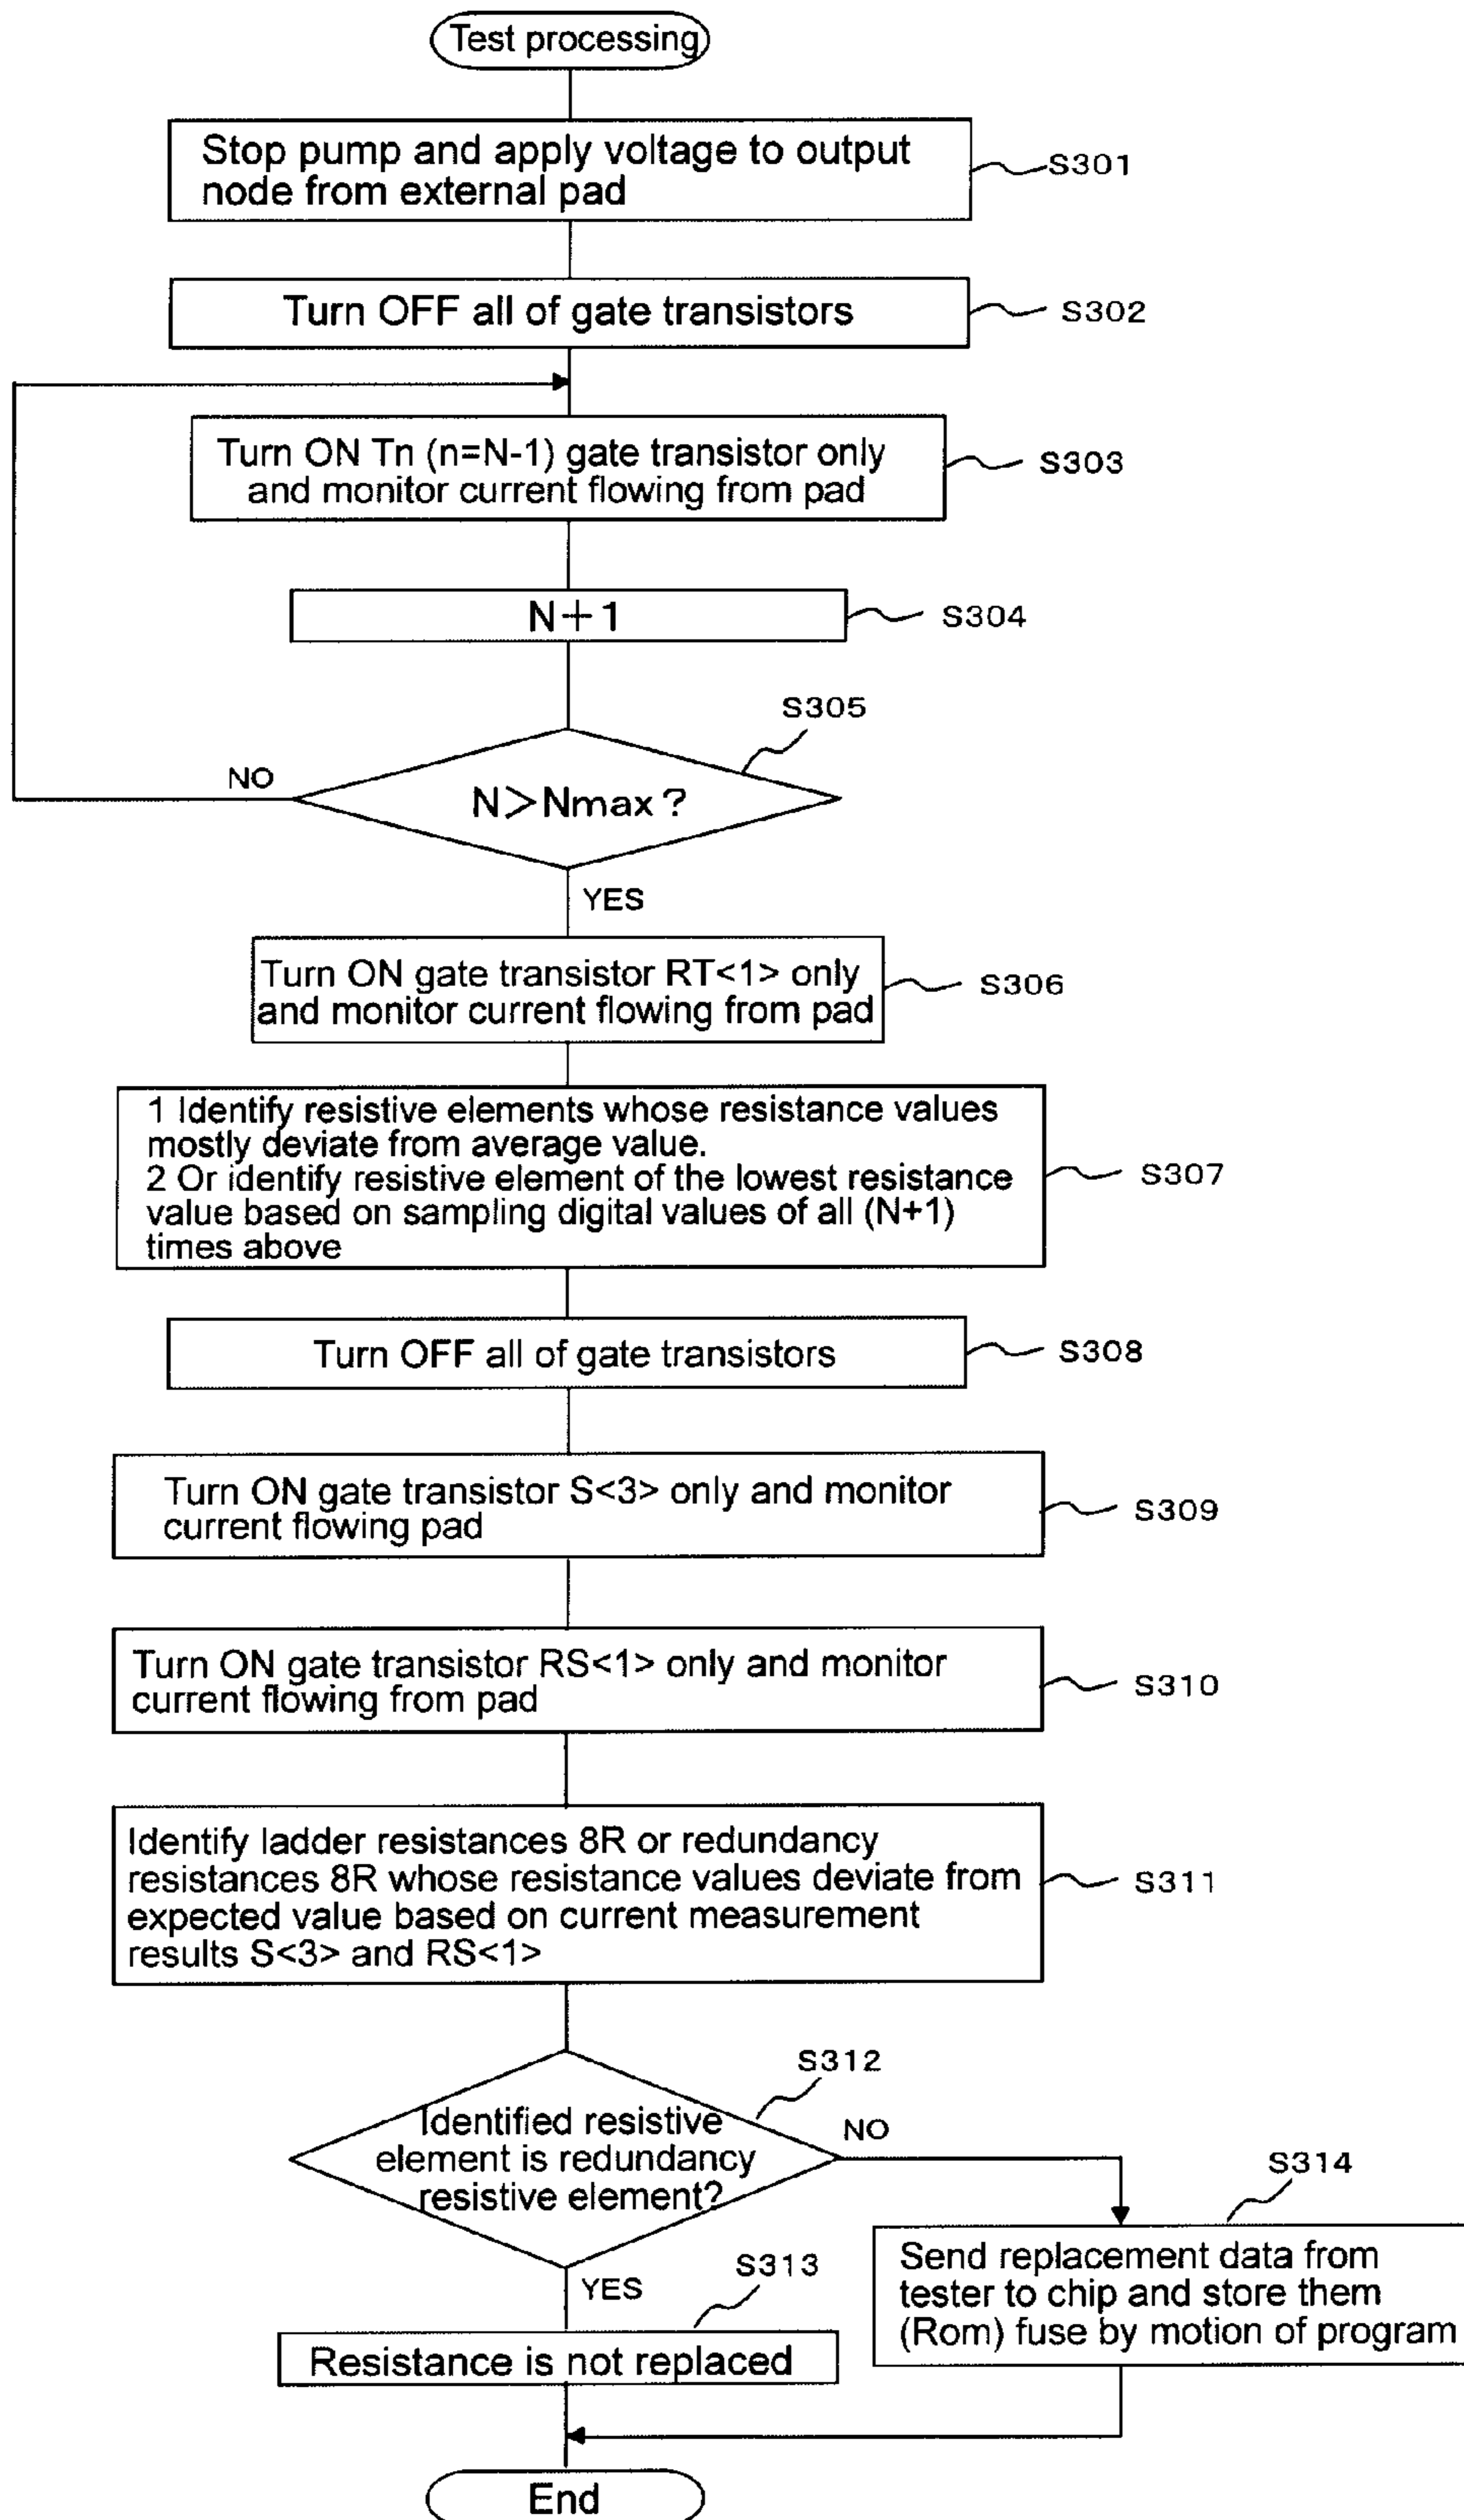 Test processing
Stop pump and apply voltage to output
node from external pad
S301
Turn OFF all of gate transistors
S302
Turn ON Tn (n=N-1) gate transistor only
and monitor current flowing from pad
S303
N+1
S304
S305
NO
N>Nmax?
YES
Turn ON gate transistor RT<1> only
and monitor current flowing from pad
S306
1 Identify resistive elements whose resistance values
mostly deviate from average value.
2 Or identify resistive element of the lowest resistance
value based on sampling digital values of all (N+1)
times above
S307
Turn OFF all of gate transistors
S308
Turn ON gate transistor S<3> only and monitor
current flowing pad
S309
Turn ON gate transistor RS<1> only and monitor
current flowing from pad
S310
Identify ladder resistances 8R or redundancy
resistances 8R whose resistance values deviate from
expected value based on current measurement
results S<3> and RS<1>
S311
S312
Identified resistive
element is redundancy
resistive element?
NO
S314
YES
S313
Send replacement data from
tester to chip and store them
(Rom) fuse by motion of program
Resistance is not replaced
End